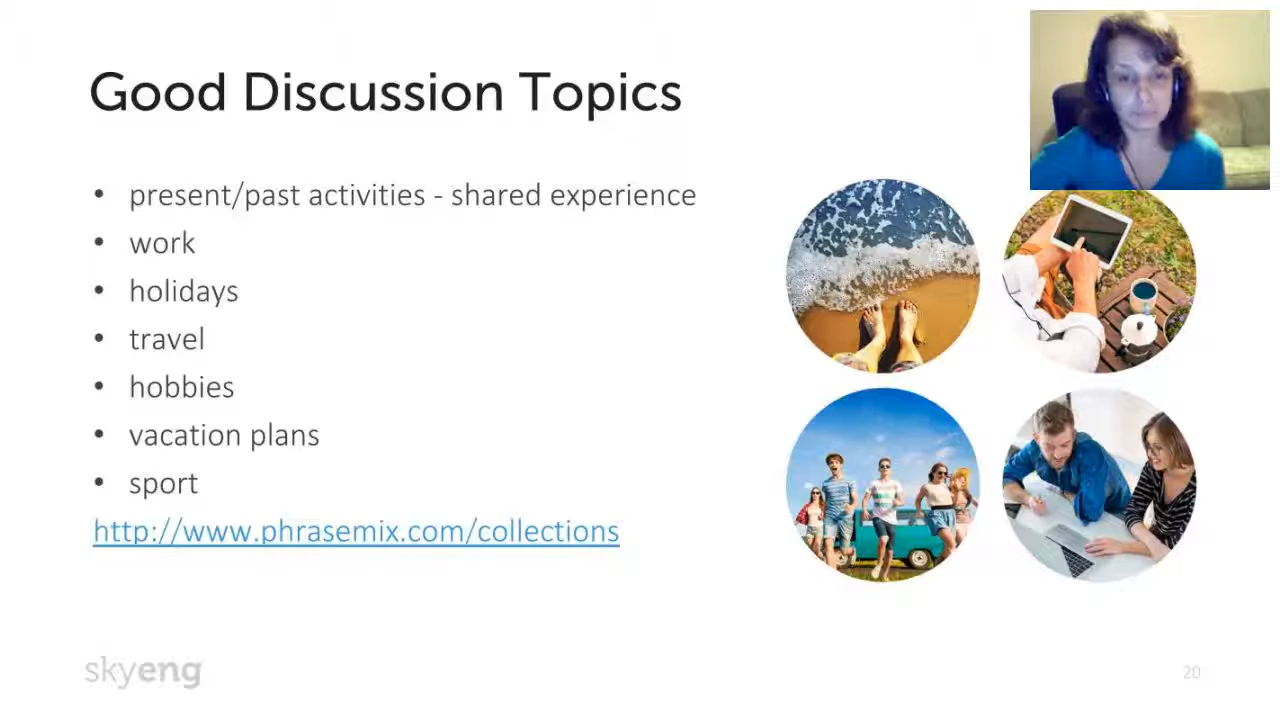 Good Discussion Topics
• present/past activities - shared experience
• work
• holidays
• travel
• hobbies
• vacation plans
• sport
http://www.phrasemix.com/collections
skyeng
20